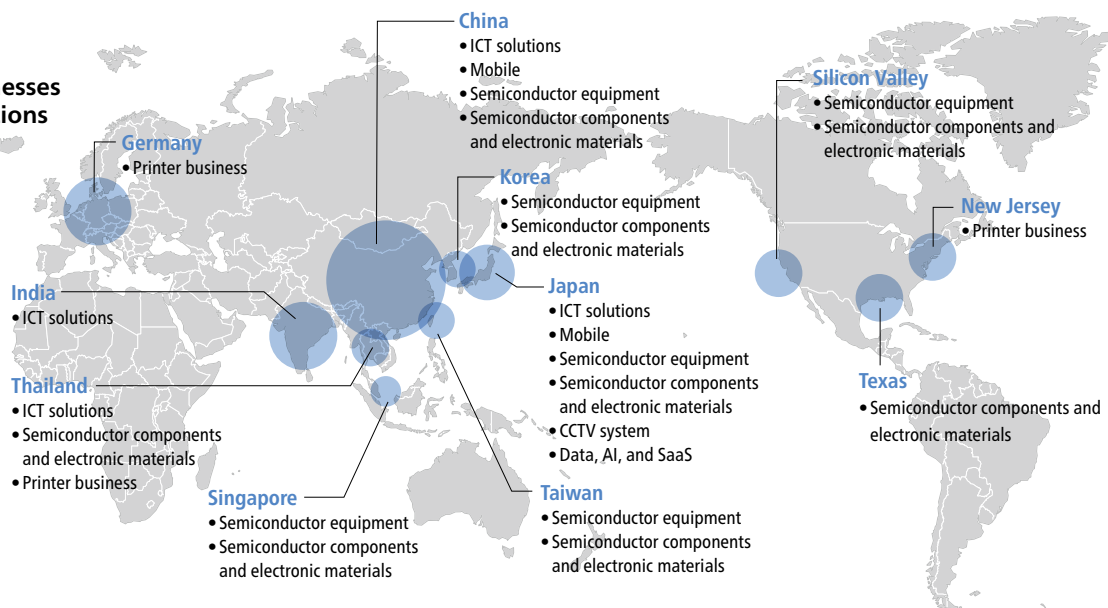 esses
ions
China
• ICT solutions
• Mobile
• Semiconductor equipment
• Semiconductor components
and electronic materials
Germany
• Printer business
Korea
• Semiconductor equipment
• Semiconductor components
and electronic materials
Silicon Valley
• Semiconductor equipment
• Semiconductor components and
electronic materials
New Jersey
• Printer business
India
• ICT solutions
Japan
• ICT solutions
• Mobile
• Semiconductor equipment
• Semiconductor components
and electronic materials
• CCTV system
• Data, AI, and SaaS
Thailand
• ICT solutions
• Semiconductor components
and electronic materials
• Printer business
Texas
• Semiconductor components and
electronic materials
Singapore
• Semiconductor equipment
• Semiconductor components
and electronic materials
Taiwan
• Semiconductor equipment
• Semiconductor components
and electronic materials